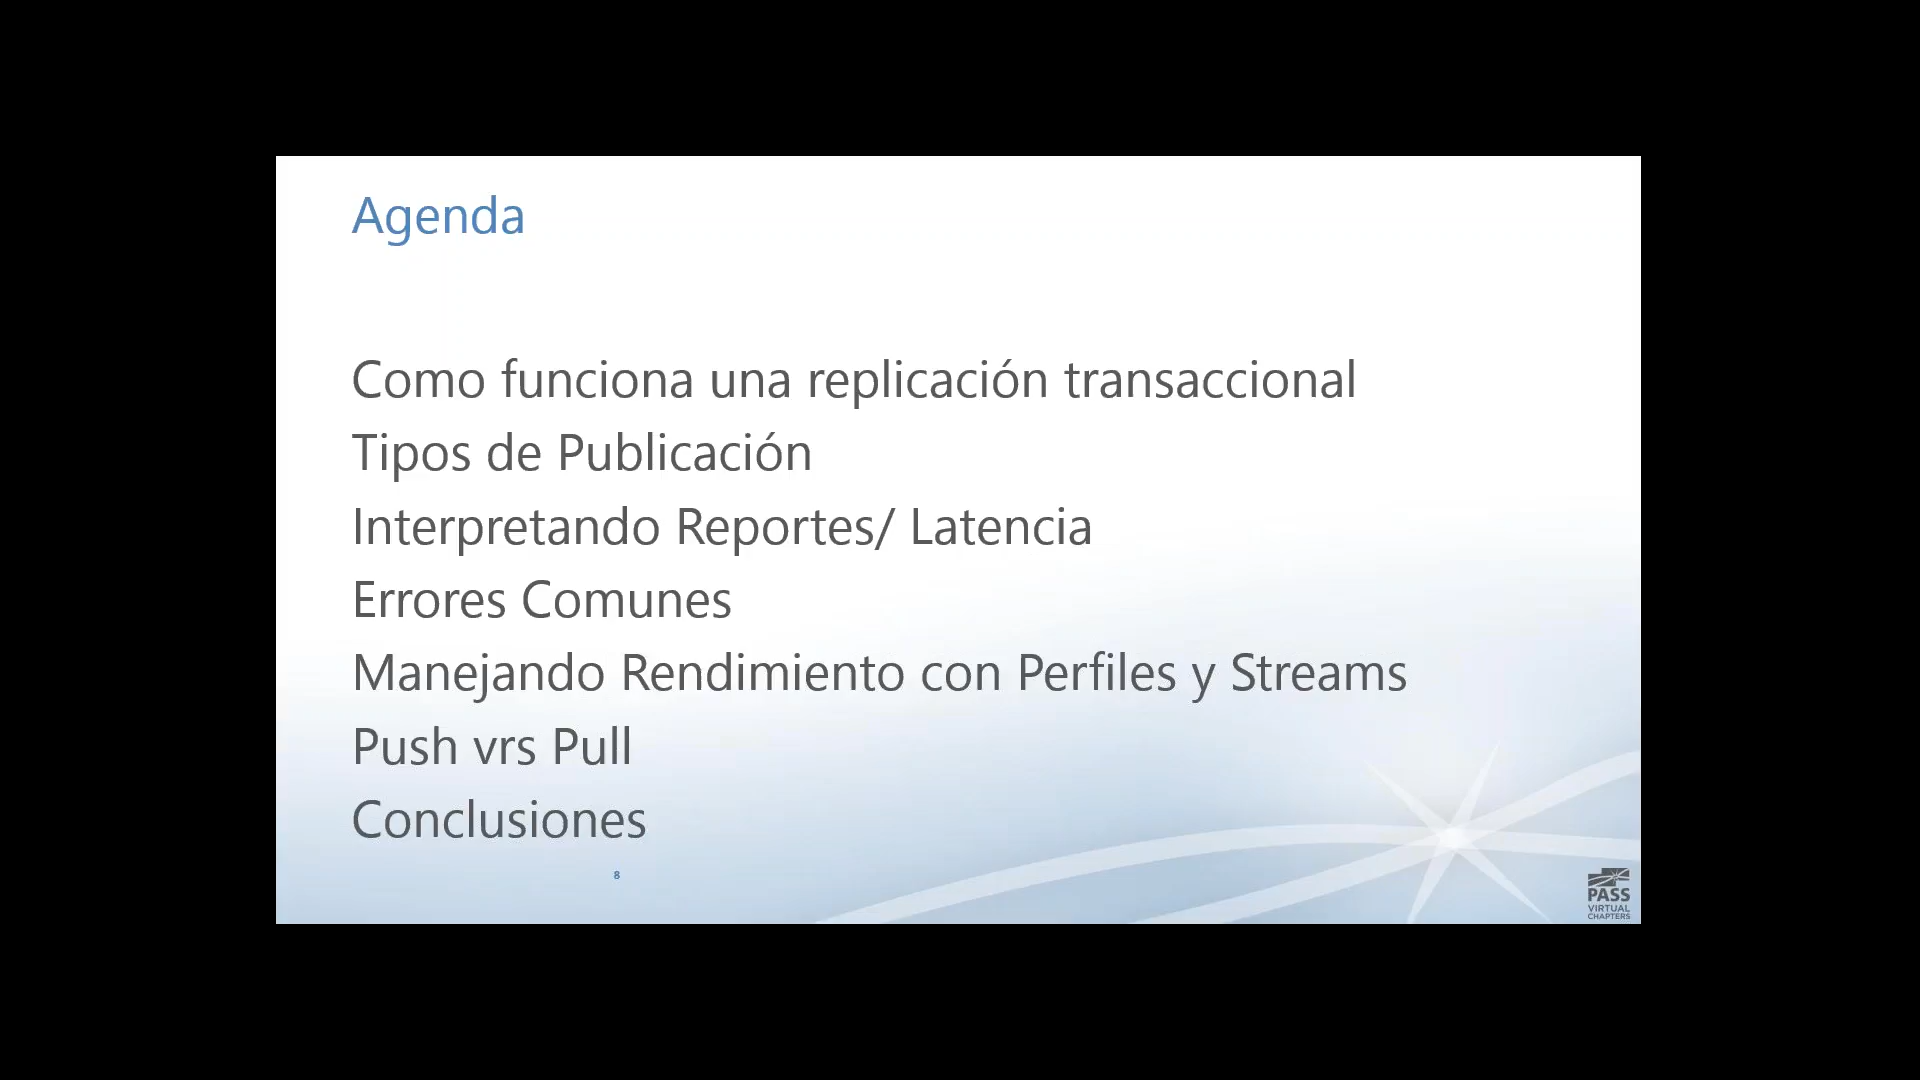 Agenda
Como funciona una replicación transaccional
Tipos de Publicación
Interpretando Reportes/ Latencia
Errores Comunes
Manejando Rendimiento con Perfiles y Streams
Push vrs Pull
Conclusiones
8
PASS
VIRTUAL
CHAPTERS